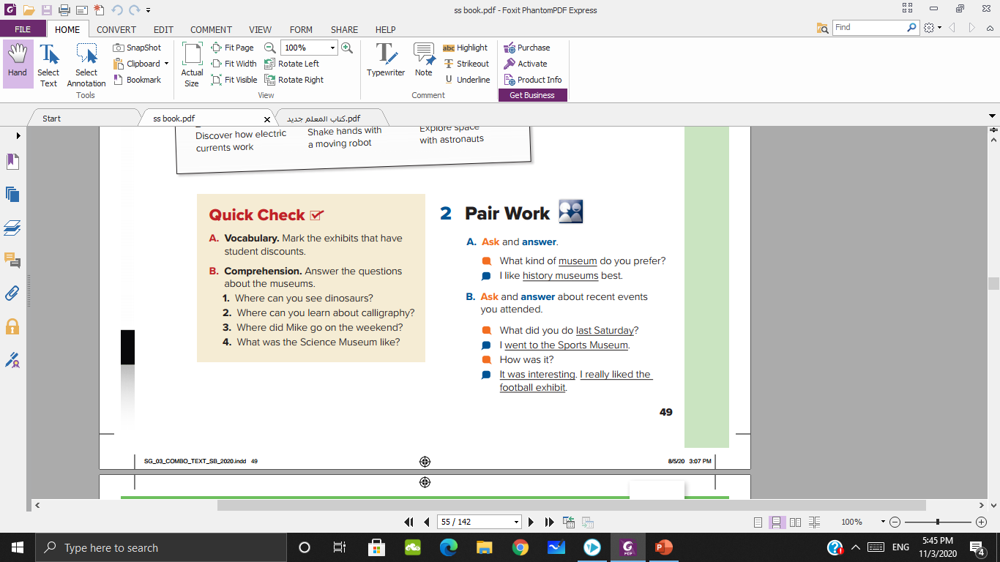 ss book.pdf - Foxit PhantomPDF Express
FILE HOME CONVERT EDIT COMMENT VIEW FORM SHARE HELP
Find
Hand
Select Text
Select Annotation
SnapShot
Clipboard
Bookmark
Tools
Actual Size
Fit Page
Fit Width
Fit Visible
100%
Rotate Left
Rotate Right
View
Typewriter
Note
abc Highlight
T Strikeout
U Underline
Comment
Purchase
Activate
Product Info
Get Business
Start
ss book.pdf
كتاب المعلم جديد.pdf
Discover how electric
currents work
Shake hands with
a moving robot
Explore space
with astronauts
Quick Check
A. Vocabulary. Mark the exhibits that have
student discounts.
B. Comprehension. Answer the questions
about the museums.
1. Where can you see dinosaurs?
2. Where can you learn about calligraphy?
3. Where did Mike go on the weekend?
4. What was the Science Museum like?
2 Pair Work
A. Ask and answer.
What kind of museum do you prefer?
I like history museums best.
B. Ask and answer about recent events
you attended.
What did you do last Saturday?
I went to the Sports Museum.
How was it?
It was interesting. I really liked the
football exhibit.
49
SG_03_COMBO_TEXT_SB_2020.indd 49
8/5/20 3:07 PM
55 / 142
100%
Type here to search
ENG
5:45 PM
11/3/2020
4